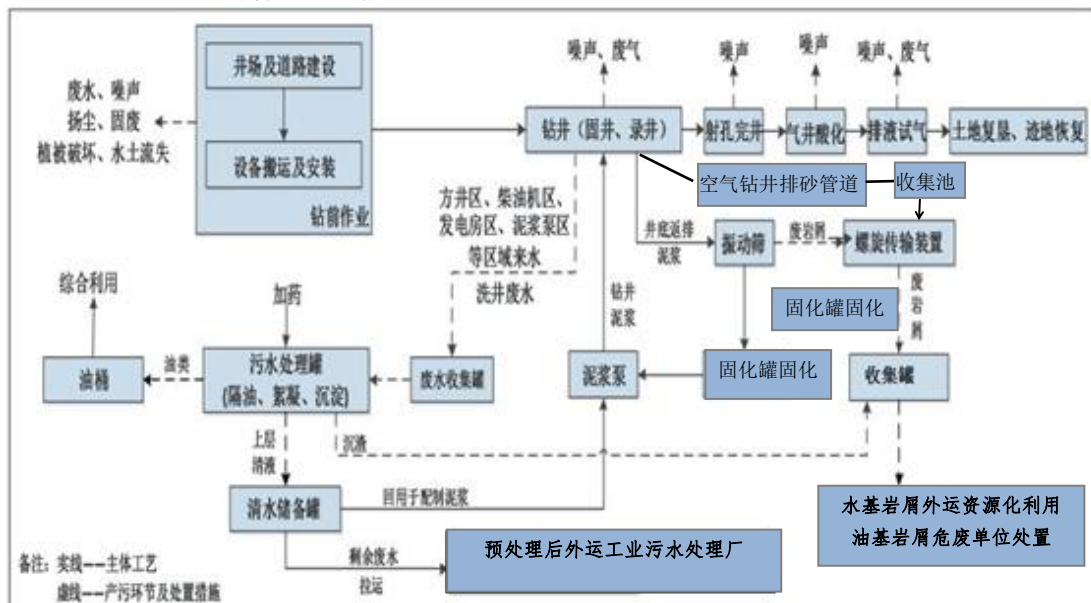 噪声、废气
噪声
噪声
噪声、废气
井场及道路建设
废水、噪声
扬尘、固废
植被破坏、水土流失
设备搬运及安装
钻前作业
钻井（固井、录井）
射孔完井
气井酸化
排液试气
土地复垦、迹地恢复
空气钻井排砂管道
收集池
方井区、柴油机区、
发电房区、泥浆泵区
等区域来水
洗井废水
井底返排
泥浆
振动筛
废岩屑
螺旋传输装置
综合利用
加药
钻井
泥浆
固化罐固化
废
岩
屑
油桶
油类
污水处理罐
(隔油、絮凝、沉淀)
废水收集罐
泥浆泵
固化罐固化
收集罐
上层
清液
沉渣
清水储备罐
回用于配制泥浆
水基岩屑外运资源化利用
油基岩屑危废单位处置
剩余废水
拉运
预处理后外运工业污水处理厂
备注：实线——主体工艺
虚线——产污环节及处置措施